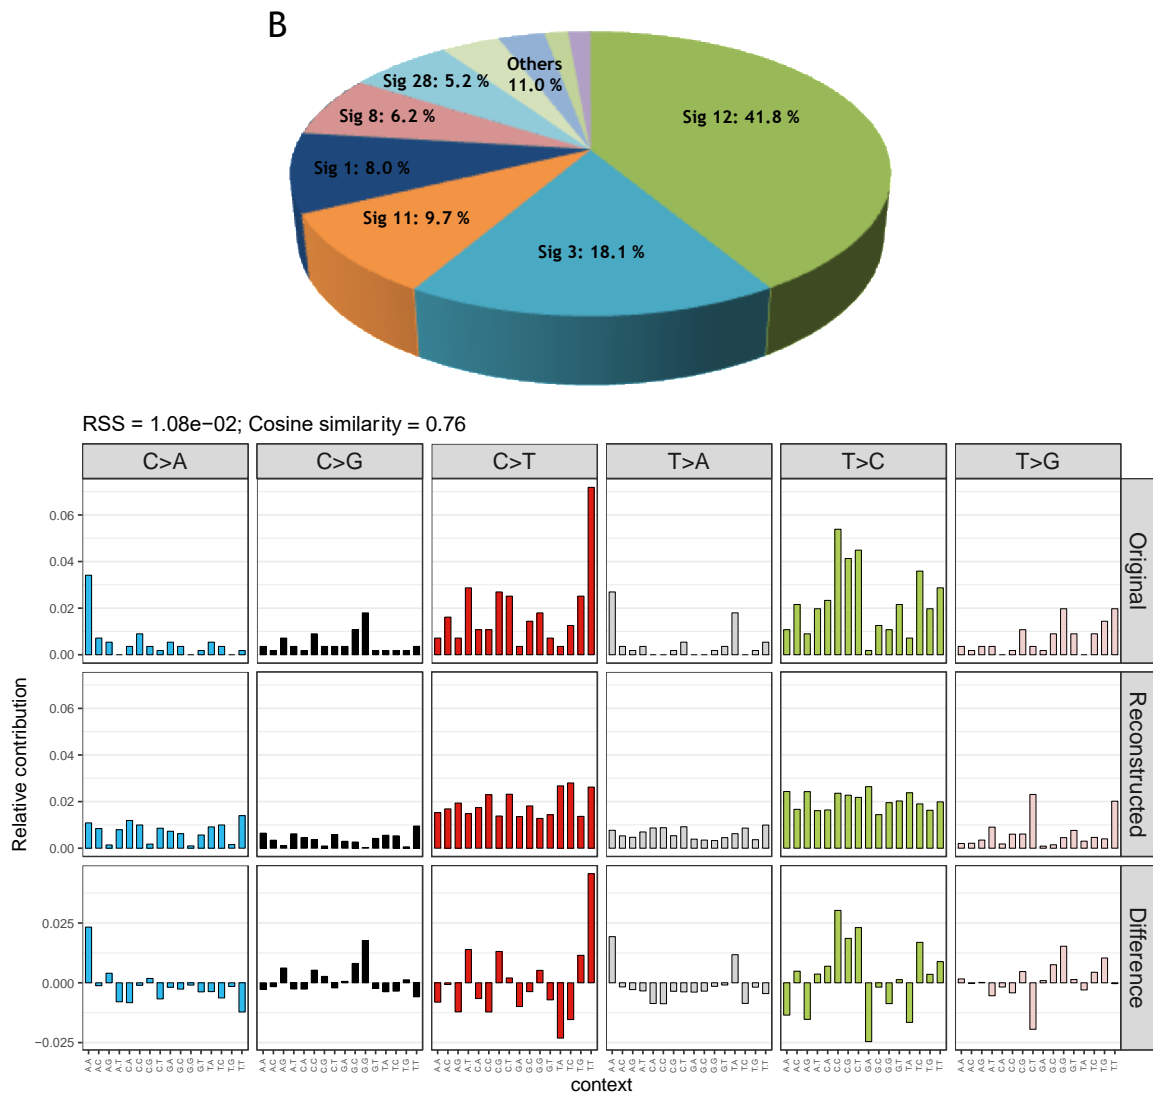 B
Others
11.0 %
Sig 28: 5.2 %
Sig 8: 6.2 %
Sig 12: 41.8 %
Sig 1: 8.0 %
Sig 11: 9.7 %
Sig 3: 18.1 %
RSS = 1.08e−02; Cosine similarity = 0.76
C>A C>G C>T T>A T>C T>G
0.06
0.04
0.02
0.00
Original
0.06
0.04
0.02
0.00
Reconstructed
Relative contribution
0.025
0.000
−0.025
Difference
A.A A.C A.G A.T C.A C.C C.G C.T G.A G.C G.G G.T T.A T.C T.G T.T A.A A.C A.G A.T C.A C.C C.G C.T G.A G.C G.G G.T T.A T.C T.G T.T A.A A.C A.G A.T C.A C.C C.G C.T G.A G.C G.G G.T T.A T.C T.G T.T A.A A.C A.G A.T C.A C.C C.G C.T G.A G.C G.G G.T T.A T.C T.G T.T A.A A.C A.G A.T C.A C.C C.G C.T G.A G.C G.G G.T T.A T.C T.G T.T A.A A.C A.G A.T C.A C.C C.G C.T G.A G.C G.G G.T T.A T.C T.G T.T
context